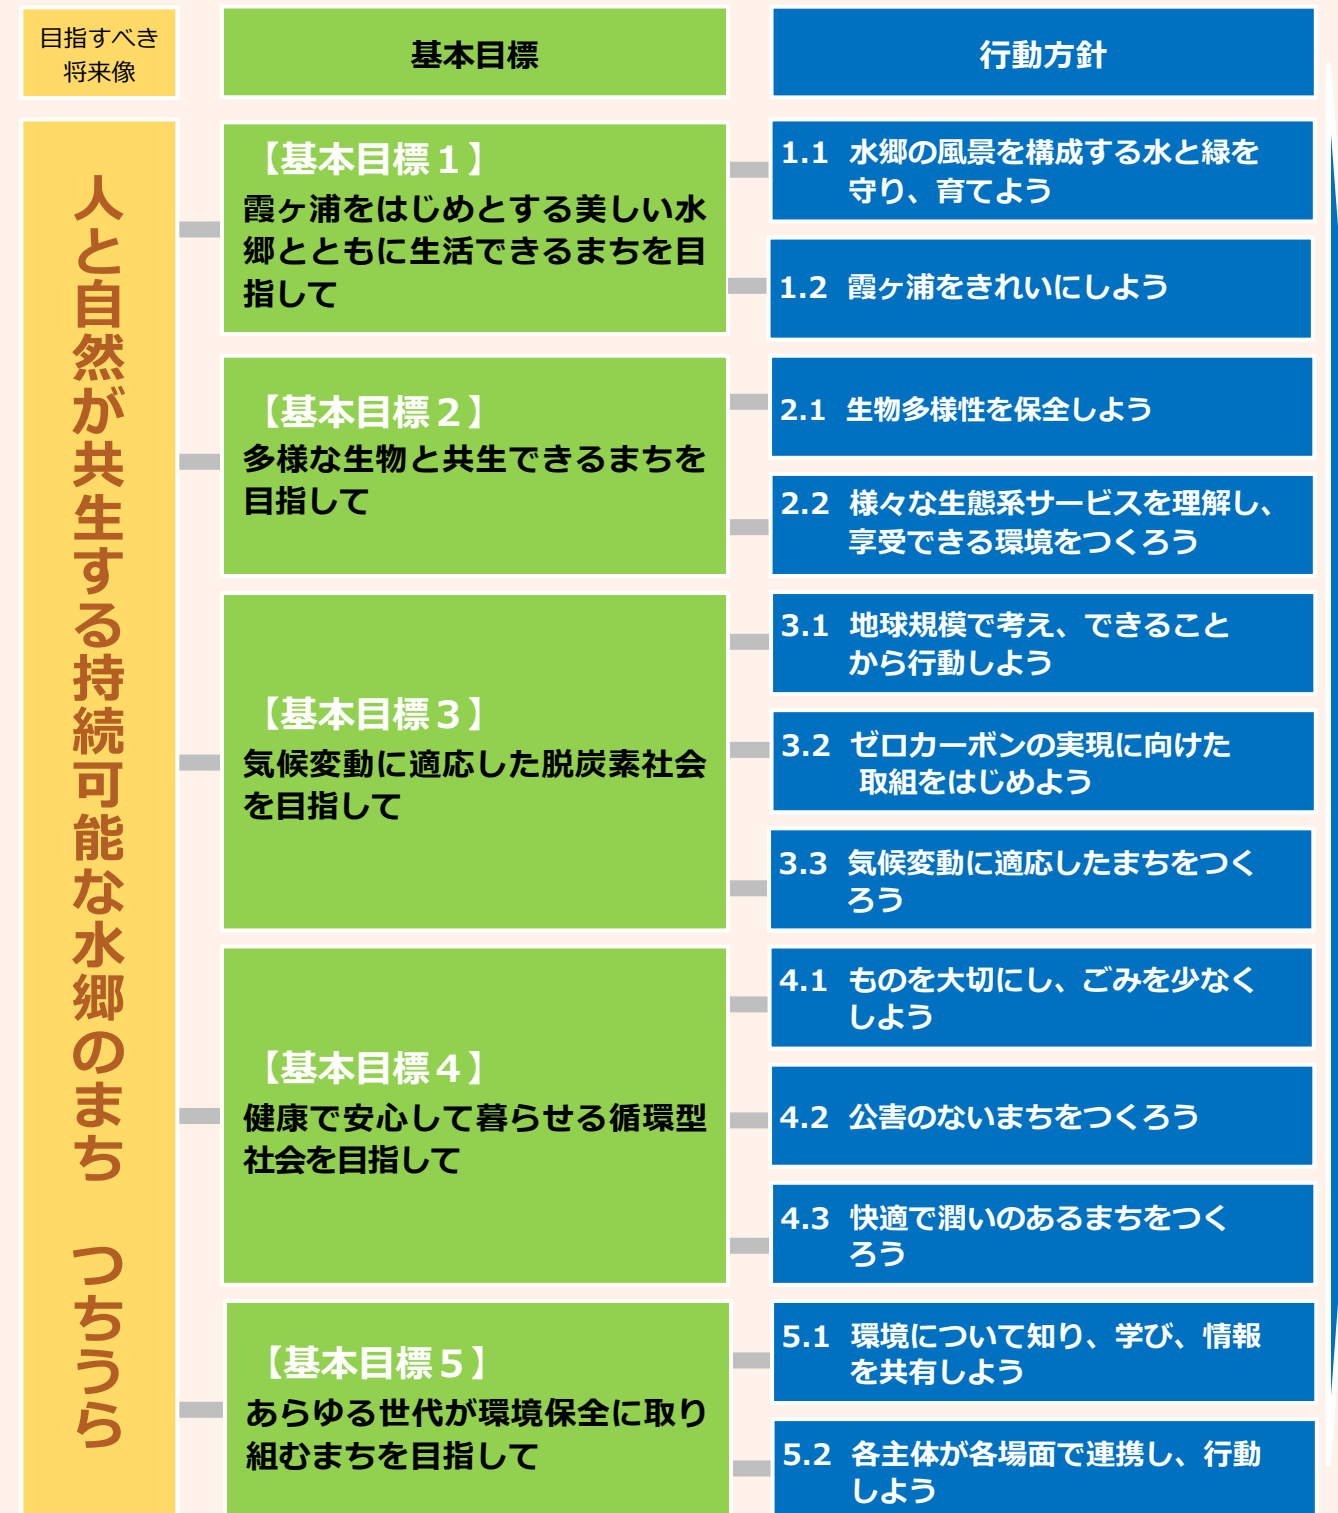 目指すべき
将来像
基本目標
行動方針
人と自然が共生する持続可能な水郷のまち　つちうら
【基本目標１】
霞ヶ浦をはじめとする美しい水
郷とともに生活できるまちを目
指して
1.1 水郷の風景を構成する水と緑を
守り、育てよう
1.2 霞ヶ浦をきれいにしよう
【基本目標２】
多様な生物と共生できるまちを
目指して
2.1 生物多様性を保全しよう
2.2 様々な生態系サービスを理解し、
享受できる環境をつくろう
【基本目標３】
気候変動に適応した脱炭素社会
を目指して
3.1 地球規模で考え、できること
から行動しよう
3.2 ゼロカーボンの実現に向けた
取組をはじめよう
3.3 気候変動に適応したまちをつく
ろう
【基本目標４】
健康で安心して暮らせる循環型
社会を目指して
4.1 ものを大切にし、ごみを少なく
しよう
4.2 公害のないまちをつくろう
4.3 快適で潤いのあるまちをつく
ろう
【基本目標５】
あらゆる世代が環境保全に取り
組むまちを目指して
5.1 環境について知り、学び、情報
を共有しよう
5.2 各主体が各場面で連携し、行動
しよう